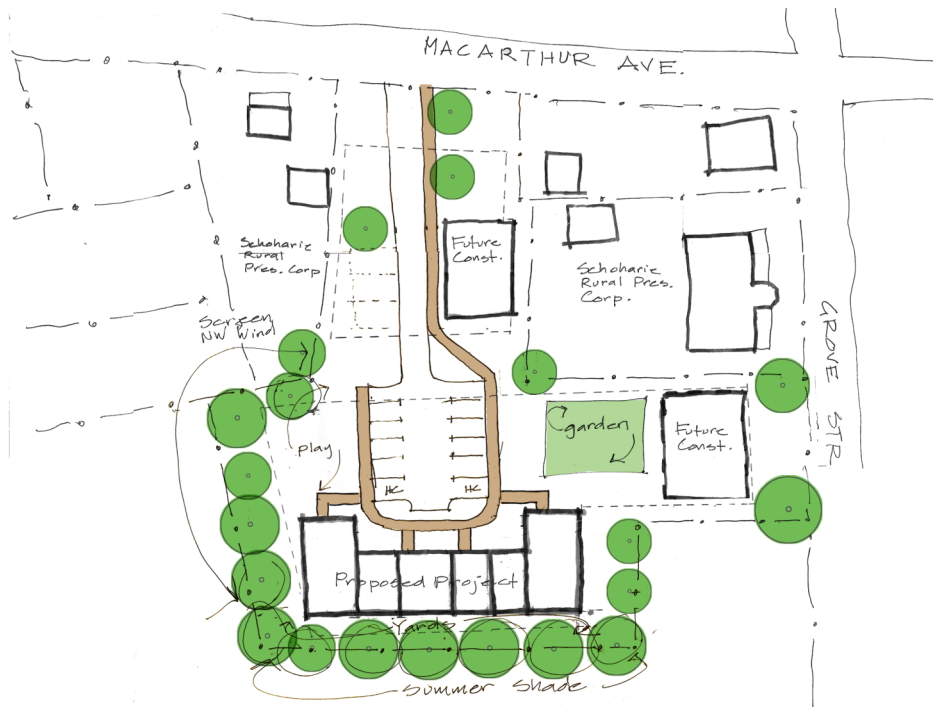 MACARTHUR AVE.
Schoharie
Rural
Pres. Corp
Future
Const.
Schoharie
Rural Pres.
Corp.
GROVE STR.
Screen
NW Wind
play
garden
Future
Const.
HC
HC
Proposed Project
Yards
Summer Shade